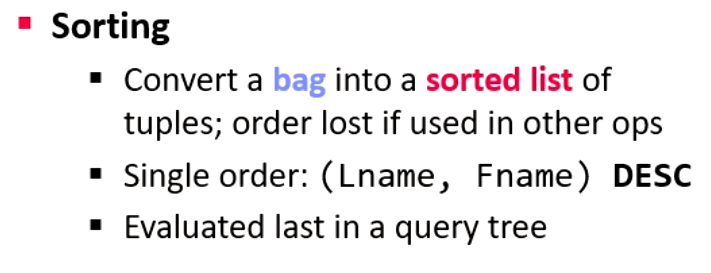 Sorting
Convert a bag into a sorted list of
tuples; order lost if used in other ops
Single order: (Lname, Fname) DESC
Evaluated last in a query tree